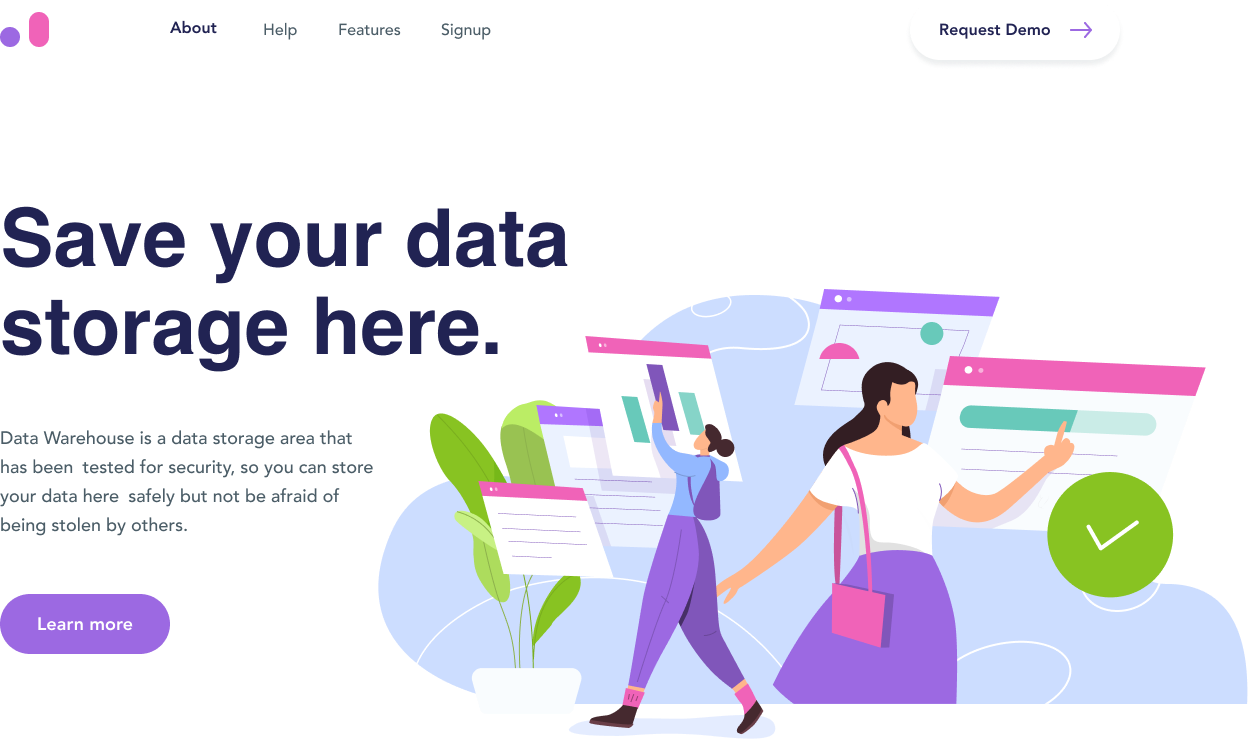 About
Help
Features
Signup
Request Demo
Save your data
storage here.
Data Warehouse is a data storage area that
has been  tested for security, so you can store
your data here  safely but not be afraid of
being stolen by others.
Learn more